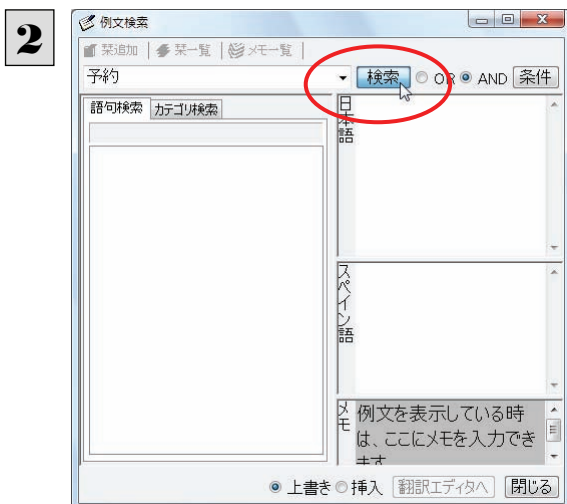 2
例文検索
栞追加 栞一覧 メモ一覧
予約 検索 OR AND 条件
語句検索 カテゴリ検索
日本語
スペイン語
メモ
例文を表示している時
は、ここにメモを入力でき
ます
上書き 挿入 翻訳エディタへ 閉じる